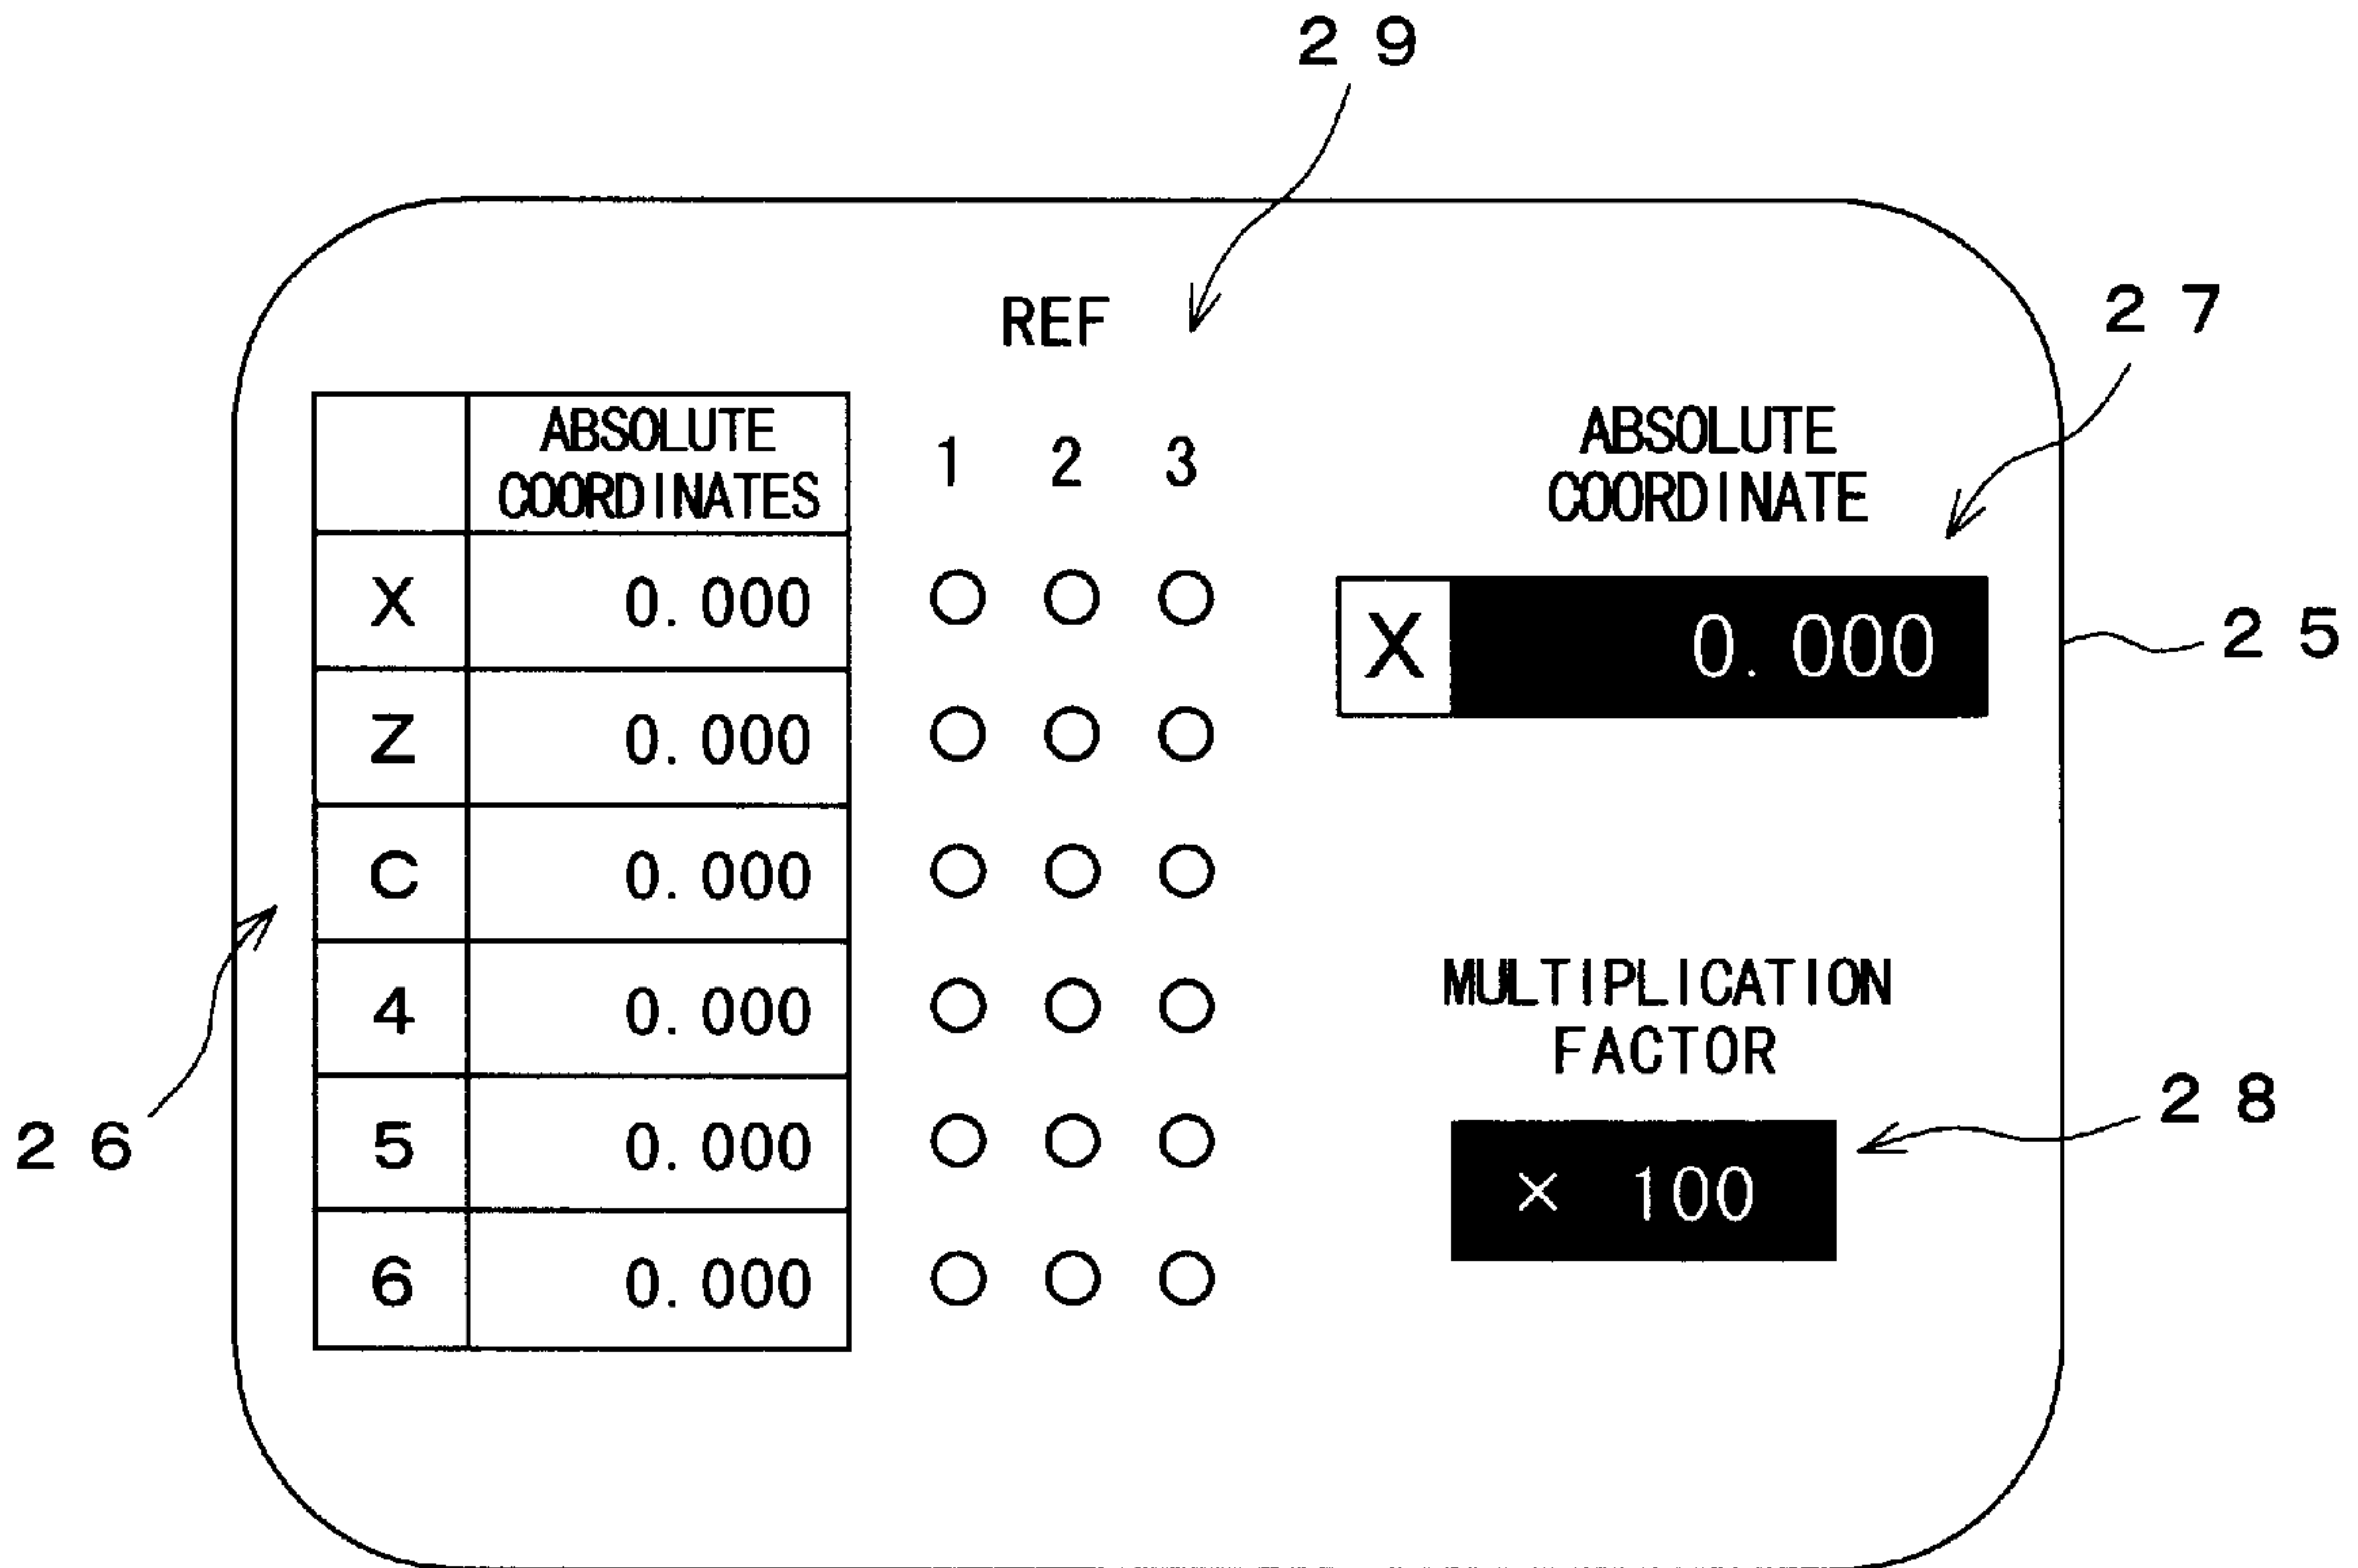 29
REF
27
ABSOLUTE
COORDINATES
1 2 3
ABSOLUTE
COORDINATE
X 0.000
X 0.000
25
Z 0.000
C 0.000
4 0.000
MULTIPLICATION
FACTOR
28
26
5 0.000
× 100
6 0.000